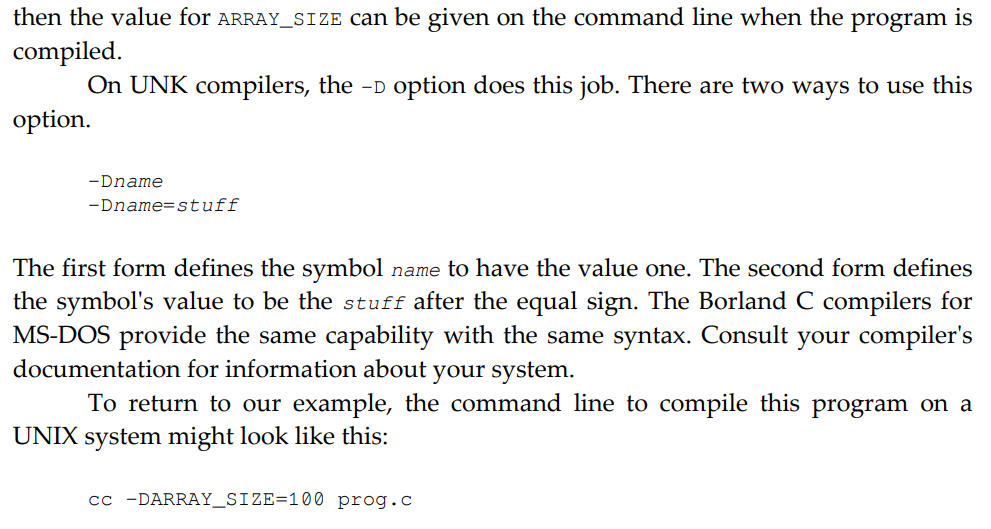 then the value for ARRAY_SIZE can be given on the command line when the program is
compiled.
On UNK compilers, the -D option does this job. There are two ways to use this
option.
-Dname
-Dname=stuff
The first form defines the symbol name to have the value one. The second form defines
the symbol's value to be the stuff after the equal sign. The Borland C compilers for
MS-DOS provide the same capability with the same syntax. Consult your compiler's
documentation for information about your system.
To return to our example, the command line to compile this program on a
UNIX system might look like this:
cc -DARRAY_SIZE=100 prog.c